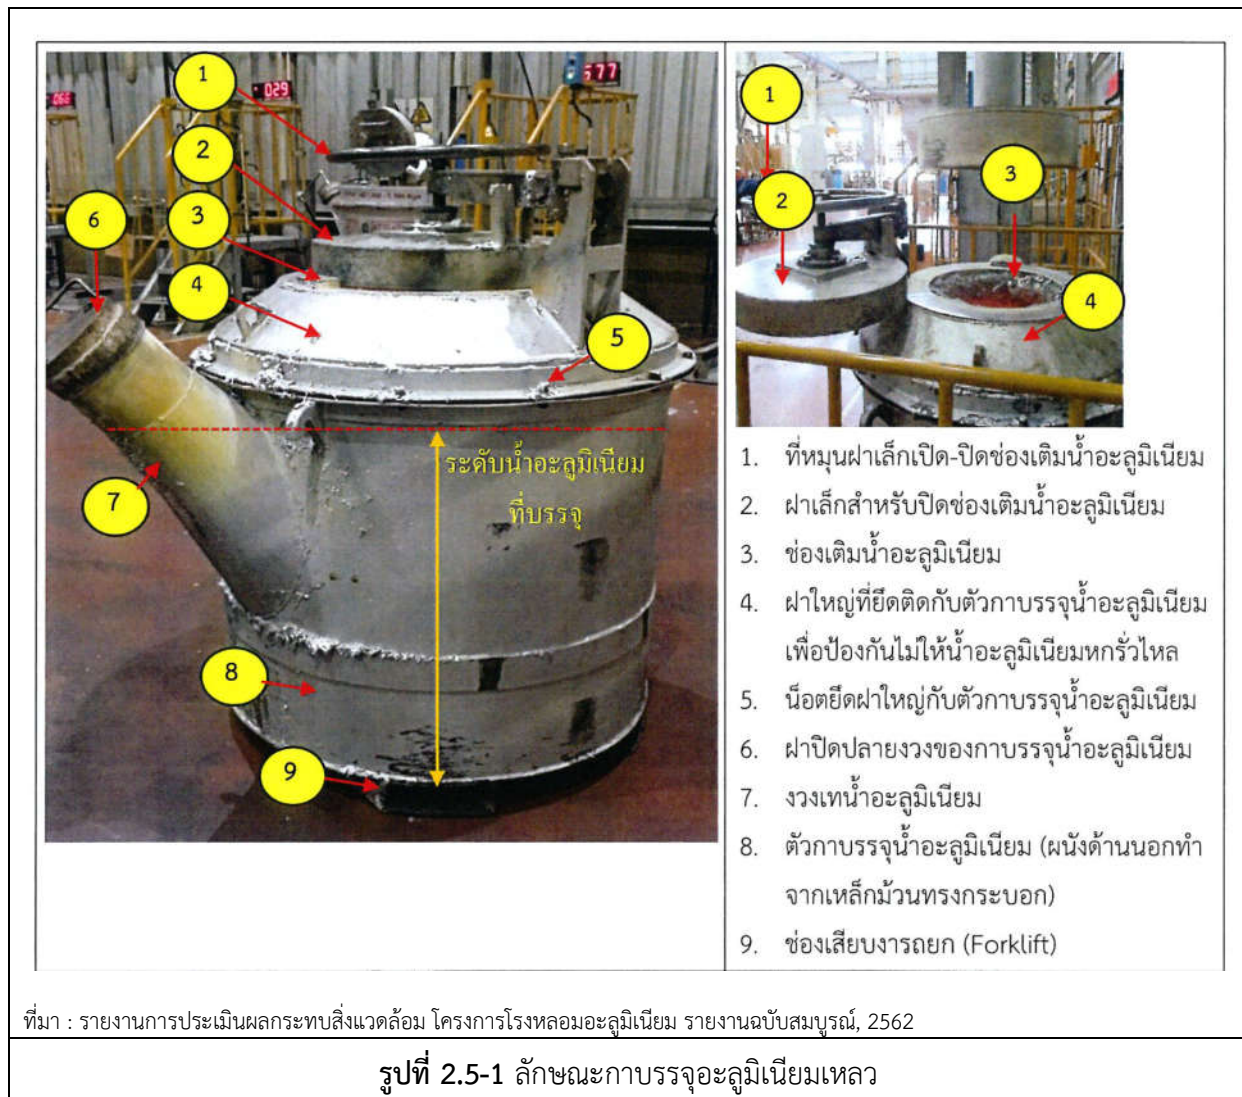 1
029
577
066
2
6
3
4
5
ระดับน้ำอะลูมิเนียม
ที่บรรจุ
7
8
9
1
2
3
4
1. ที่หมุนฝาเล็กเปิด-ปิดช่องเติมน้ำอะลูมิเนียม
2. ฝาเล็กสำหรับปิดช่องเติมน้ำอะลูมิเนียม
3. ช่องเติมน้ำอะลูมิเนียม
4. ฝาใหญ่ที่ยึดติดกับตัวกาบรรจุน้ำอะลูมิเนียม
เพื่อป้องกันไม่ให้น้ำอะลูมิเนียมหกรั่วไหล
5. น็อตยึดฝาใหญ่กับตัวกาบรรจุน้ำอะลูมิเนียม
6. ฝาปิดปลายงวงของกาบรรจุน้ำอะลูมิเนียม
7. งวงเทน้ำอะลูมิเนียม
8. ตัวกาบรรจุน้ำอะลูมิเนียม (ผนังด้านนอกทำ
จากเหล็กม้วนทรงกระบอก)
9. ช่องเสียบงารถยก (Forklift)
ที่มา : รายงานการประเมินผลกระทบสิ่งแวดล้อม โครงการโรงหลอมอะลูมิเนียม รายงานฉบับสมบูรณ์, 2562
รูปที่ 2.5-1 ลักษณะกาบรรจุอะลูมิเนียมเหลว